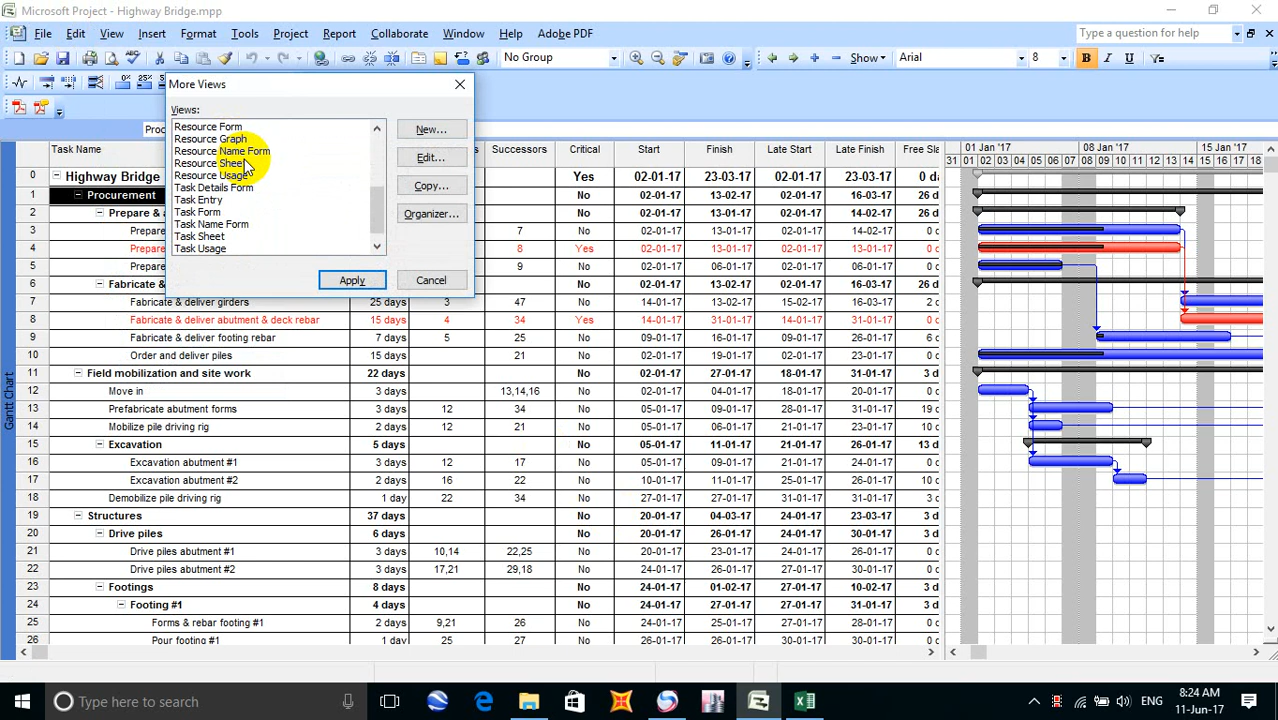 Microsoft Project - Highway Bridge.mpp
File Edit View Insert Format Tools Project Report Collaborate Window Help Adobe PDF
Type a question for help
No Group
Show
Arial
8
B I U
0% 25%
More Views
Views:
Resource Form
Resource Graph
Resource Name Form
Resource Sheet
Resource Usage
Task Details Form
Task Entry
Task Form
Task Name Form
Task Sheet
Task Usage
New...
Edit...
Copy...
Organizer...
Apply Cancel
Task Name Successors Critical Start Finish Late Start Late Finish Free Sla
01 Jan '17 08 Jan '17 15 Jan '17
31 01 02 03 04 05 06 07 08 09 10 11 12 13 14 15 16 17 18
0 Highway Bridge Yes 02-01-17 23-03-17 02-01-17 23-03-17 0 da
1 Procurement No 02-01-17 13-02-17 02-01-17 16-03-17 26 d
2 Prepare & a No 02-01-17 13-01-17 02-01-17 14-02-17 26 d
3 Prepare 7 No 02-01-17 13-01-17 03-02-17 14-02-17 0 c
4 Prepare 8 Yes 02-01-17 13-01-17 02-01-17 13-01-17 0 c
5 Prepare 9 No 02-01-17 06-01-17
6 Fabricate & No
7 Fabricate & deliver girders 25 days 3 47 No 14-01-17 13-02-17 15-02-17 16-03-17 2 d
8 Fabricate & deliver abutment & deck rebar 15 days 4 34 Yes 14-01-17 31-01-17 14-01-17 31-01-17 0 c
9 Fabricate & deliver footing rebar 7 days 5 25 No 09-01-17 16-01-17
10 Order and deliver piles 15 days 21 No 02-01-17
11 Field mobilization and site work 22 days No 02-01-17 27-01-17 18-01-17 31-01-17 3 d
12 Move in 3 days 13,14,16 No 02-01-17 04-01-17 18-01-17 20-01-17 0 c
13 Prefabricate abutment forms 3 days 12 34 No 05-01-17 09-01-17 28-01-17 31-01-17 19 d
14 Mobilize pile driving rig 2 days 12 21 No 05-01-17 06-01-17 21-01-17 23-01-17 10 d
15 Excavation 5 days No 05-01-17 11-01-17 21-01-17 26-01-17 13 d
16 Excavation abutment #1 3 days 12 17 No 05-01-17 09-01-17 21-01-17 24-01-17 0 c
17 Excavation abutment #2 2 days 16 22 No 10-01-17 11-01-17 25-01-17 26-01-17 10 d
18 Demobilize pile driving rig 1 day 22 34 No 27-01-17 27-01-17 31-01-17 31-01-17 3 d
19 Structures 37 days No 20-01-17 04-03-17 24-01-17 23-03-17 3 d
20 Drive piles 6 days No 20-01-17 26-01-17 24-01-17 30-01-17 3 d
21 Drive piles abutment #1 3 days 10,14 22,25 No 20-01-17 23-01-17 24-01-17 26-01-17 0 c
22 Drive piles abutment #2 3 days 17,21 29,18 No 24-01-17 26-01-17 27-01-17 30-01-17 0 c
23 Footings 8 days No 24-01-17 01-02-17 27-01-17 10-02-17 3 d
24 Footing #1 4 days No 24-01-17 27-01-17 27-01-17 31-01-17 3 d
25 Forms & rebar footing #1 2 days 9,21 26 No 24-01-17 25-01-17 27-01-17 28-01-17 0 c
26 Pour footing #1 1 day 25 27 No 26-01-17 26-01-17 30-01-17 30-01-17 0 c
Gantt Chart
Type here to search
ENG
8:24 AM
11-Jun-17